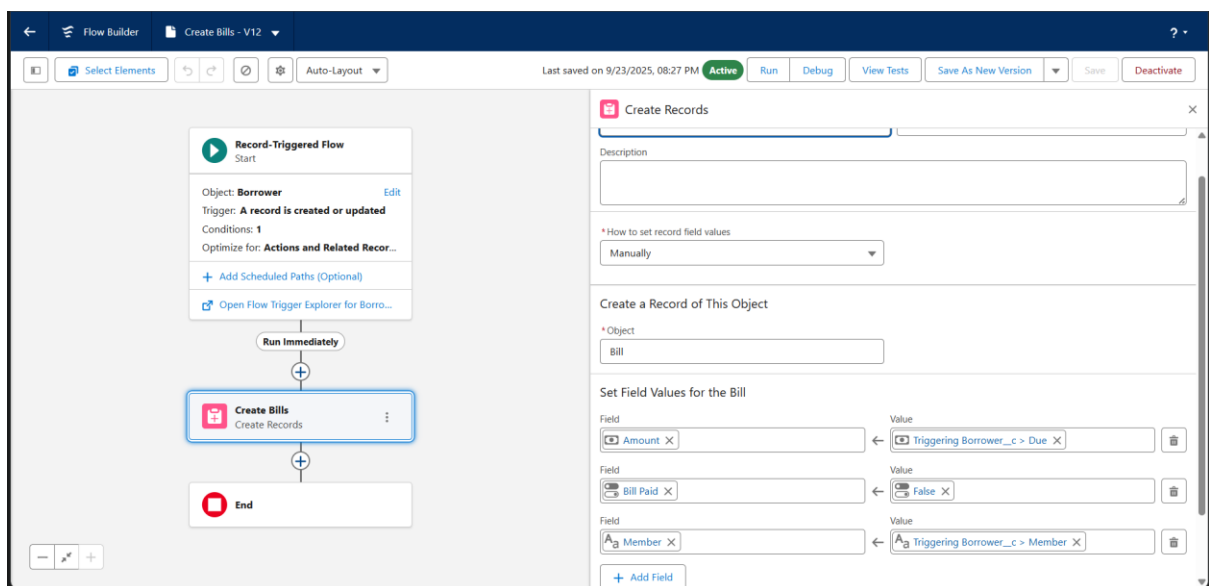 Flow Builder
Create Bills - V12
?
Select Elements
Auto-Layout
Last saved on 9/23/2025, 08:27 PM
Active
Run
Debug
View Tests
Save As New Version
Save
Deactivate
Record-Triggered Flow
Start
Object: Borrower
Edit
Trigger: A record is created or updated
Conditions: 1
Optimize for: Actions and Related Recor...
+ Add Scheduled Paths (Optional)
Open Flow Trigger Explorer for Borro...
Run Immediately
Create Bills
Create Records
End
Create Records
Description
*How to set record field values
Manually
Create a Record of This Object
*Object
Bill
Set Field Values for the Bill
Field Value
Amount ← Triggering Borrower__c > Due
Field Value
Bill Paid ← False
Field Value
Aa Member ← Aa Triggering Borrower__c > Member
+ Add Field